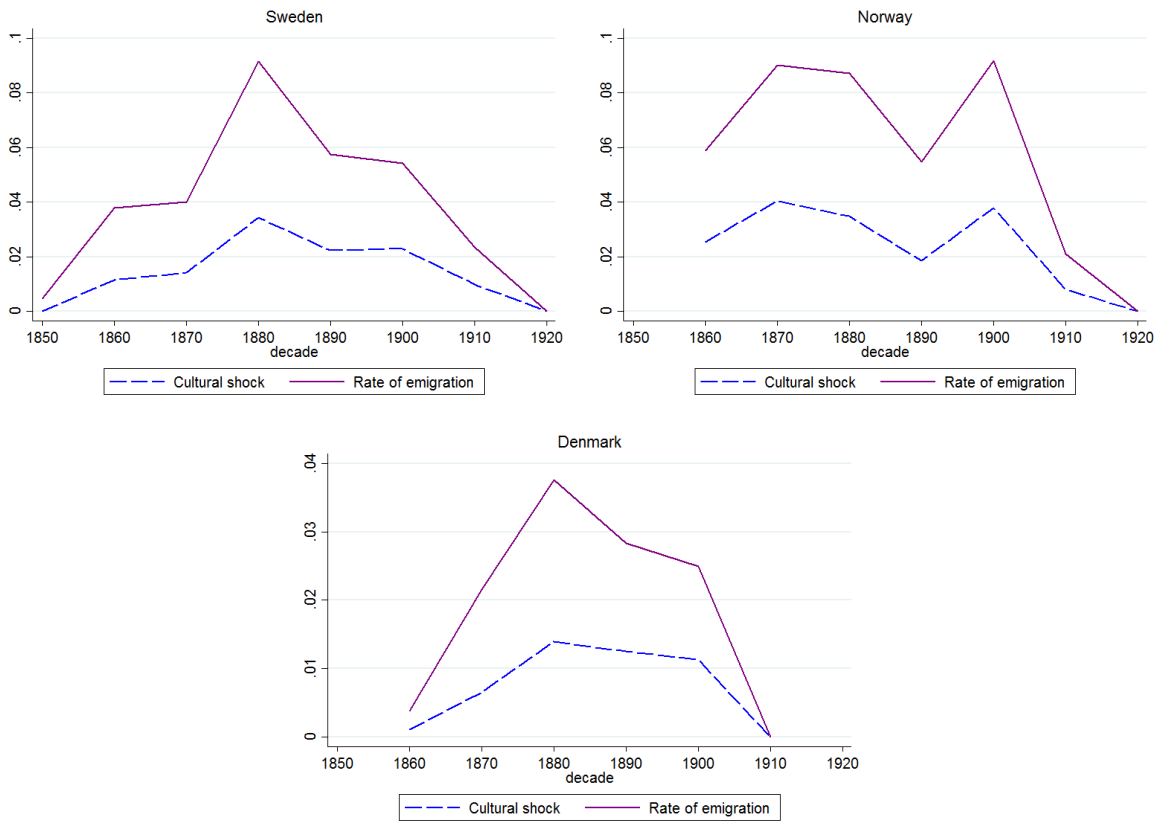 Sweden
.1
.08
.06
.04
.02
0
1850 1860 1870 1880 1890 1900 1910 1920
decade
Cultural shock Rate of emigration
Norway
.1
.08
.06
.04
.02
0
1850 1860 1870 1880 1890 1900 1910 1920
decade
Cultural shock Rate of emigration
Denmark
.04
.03
.02
.01
0
1850 1860 1870 1880 1890 1900 1910 1920
decade
Cultural shock Rate of emigration